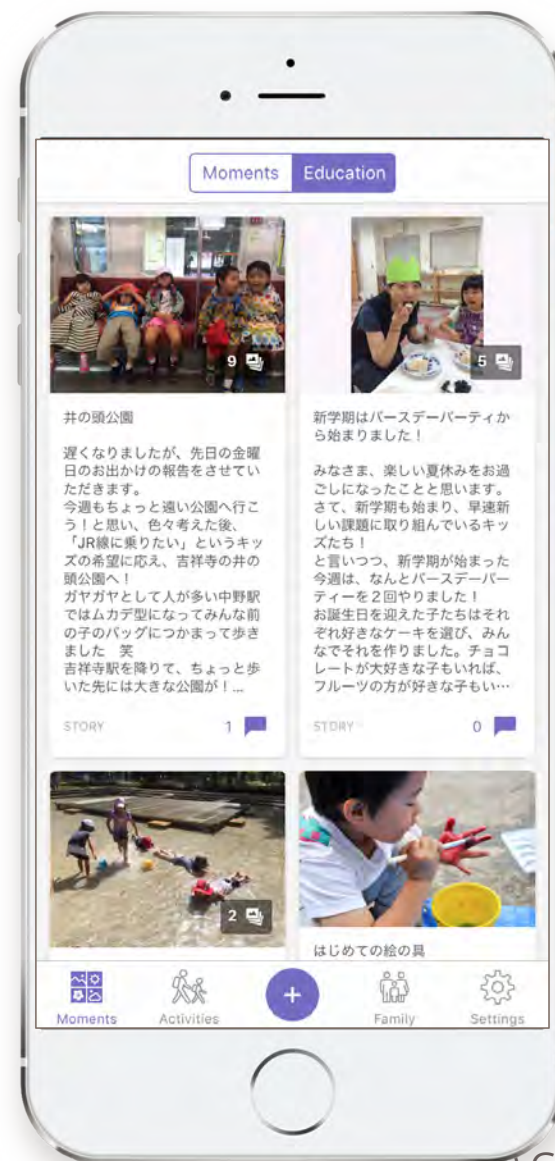 Moments Education
9
井の頭公園
遅くなりましたが、先日の金曜
日のお出かけの報告をさせてい
ただきます。
今週もちょっと遠い公園へ行こ
う！と思い、色々考えた後、
「JR線に乗りたい」というキッ
ズの希望に応え、吉祥寺の井の
頭公園へ！
ガヤガヤとして人が多い中野駅
ではムカデ型になってみんな前
の子のバッグにつかまって歩き
ました　笑
吉祥寺駅を降りて、ちょっと歩
いた先には大きな公園が！...
STORY 1
5
新学期はバースデーパーティか
ら始まりました！
みなさま、楽しい夏休みをお過
ごしになったことと思います。
さて、新学期も始まり、早速新
しい課題に取り組んでいるキッ
ズたち！
と言いつつ、新学期が始まった
今週は、なんとバースデーパー
ティーを２回やりました！
お誕生日を迎えた子たちはそれ
ぞれ好きなケーキを選び、みん
なでそれを作りました。チョコ
レートが大好きな子もいれば、
フルーツの方が好きな子もい…
STORY 0
2
はじめての絵の具
Moments Activities + Family Settings